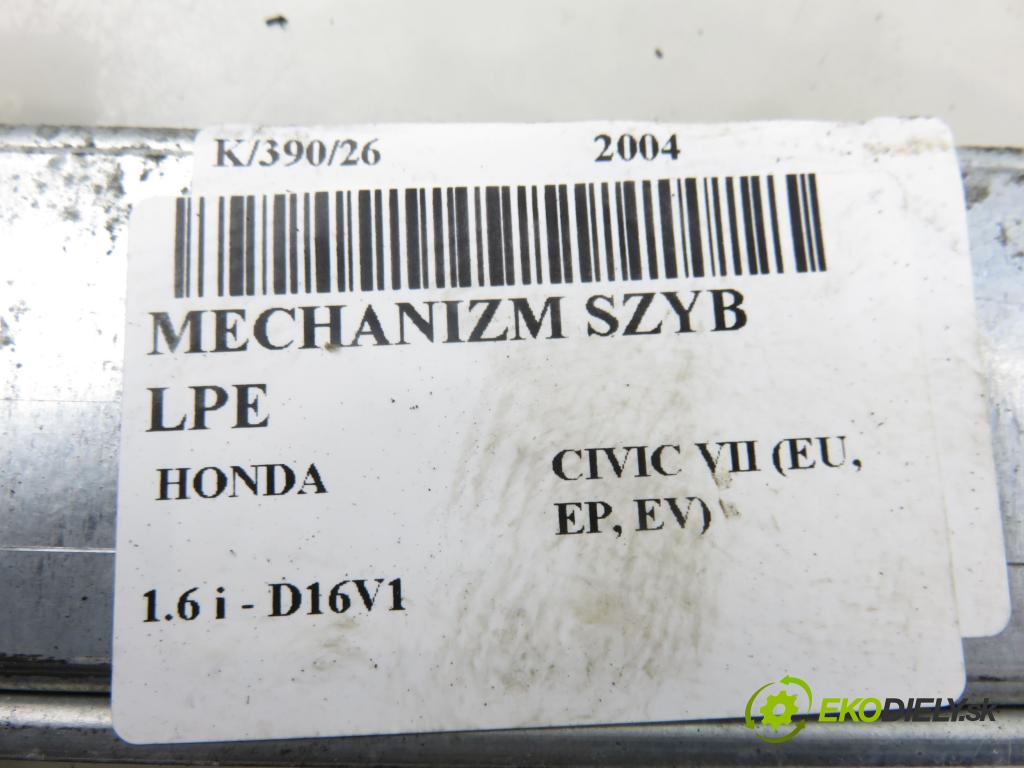 K/390/26 2004
MECHANIZM SZYB
LPE
HONDA CIVIC VII (EU,
EP, EV)
1.6 i - D16V1
EKODIELY.sk